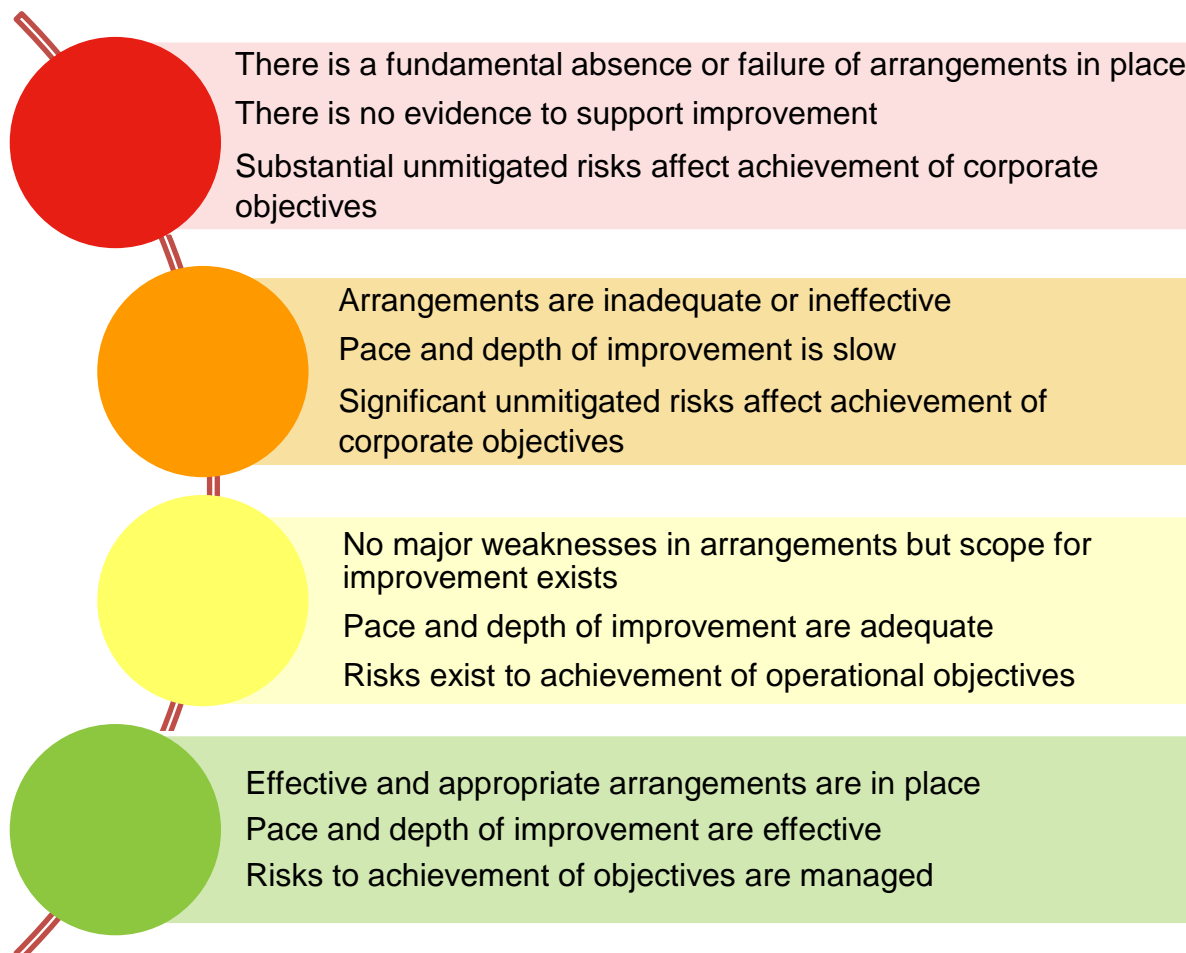 There is a fundamental absence or failure of arrangements in place
There is no evidence to support improvement
Substantial unmitigated risks affect achievement of corporate
objectives
Arrangements are inadequate or ineffective
Pace and depth of improvement is slow
Significant unmitigated risks affect achievement of
corporate objectives
No major weaknesses in arrangements but scope for
improvement exists
Pace and depth of improvement are adequate
Risks exist to achievement of operational objectives
Effective and appropriate arrangements are in place
Pace and depth of improvement are effective
Risks to achievement of objectives are managed